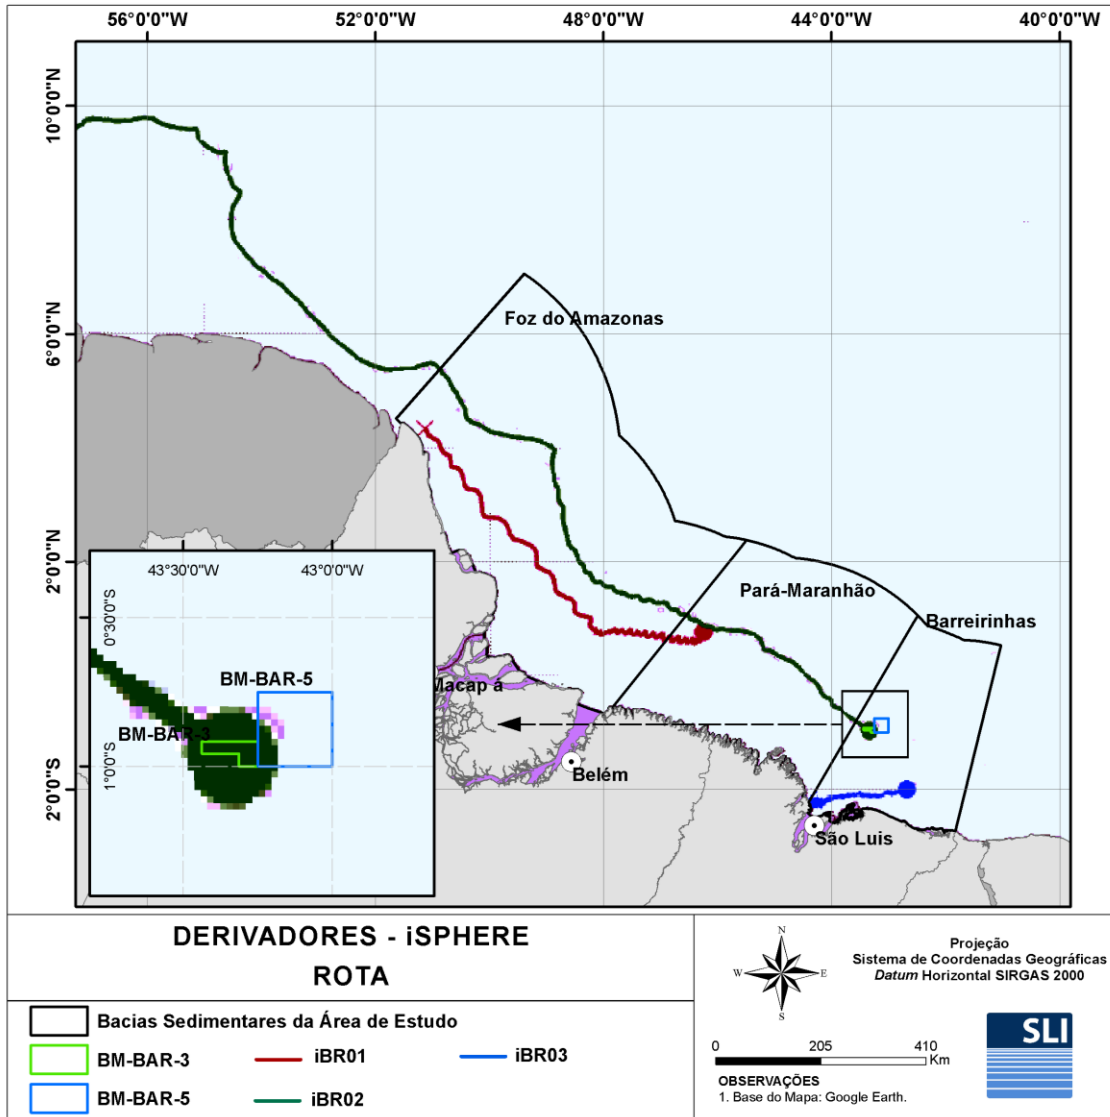 56°0'0"W 52°0'0"W 48°0'0"W 44°0'0"W 40°0'0"W
10°0'0"N
6°0'0"N
2°0'0"N
2°0'0"S
Foz do Amazonas
Pará-Maranhão
Barreirinhas
Macap á
Belém
São Luis
43°30'0"W 43°0'0"W
0°30'0"S
1°0'0"S
BM-BAR-5
BM-BAR-3
DERIVADORES - iSPHERE
ROTA
Bacias Sedimentares da Área de Estudo
BM-BAR-3 iBR01 iBR03
BM-BAR-5 iBR02
N
W E
S
Projeção
Sistema de Coordenadas Geográficas
Datum Horizontal SIRGAS 2000
0 205 410
Km
OBSERVAÇÕES
1. Base do Mapa: Google Earth.
SLI